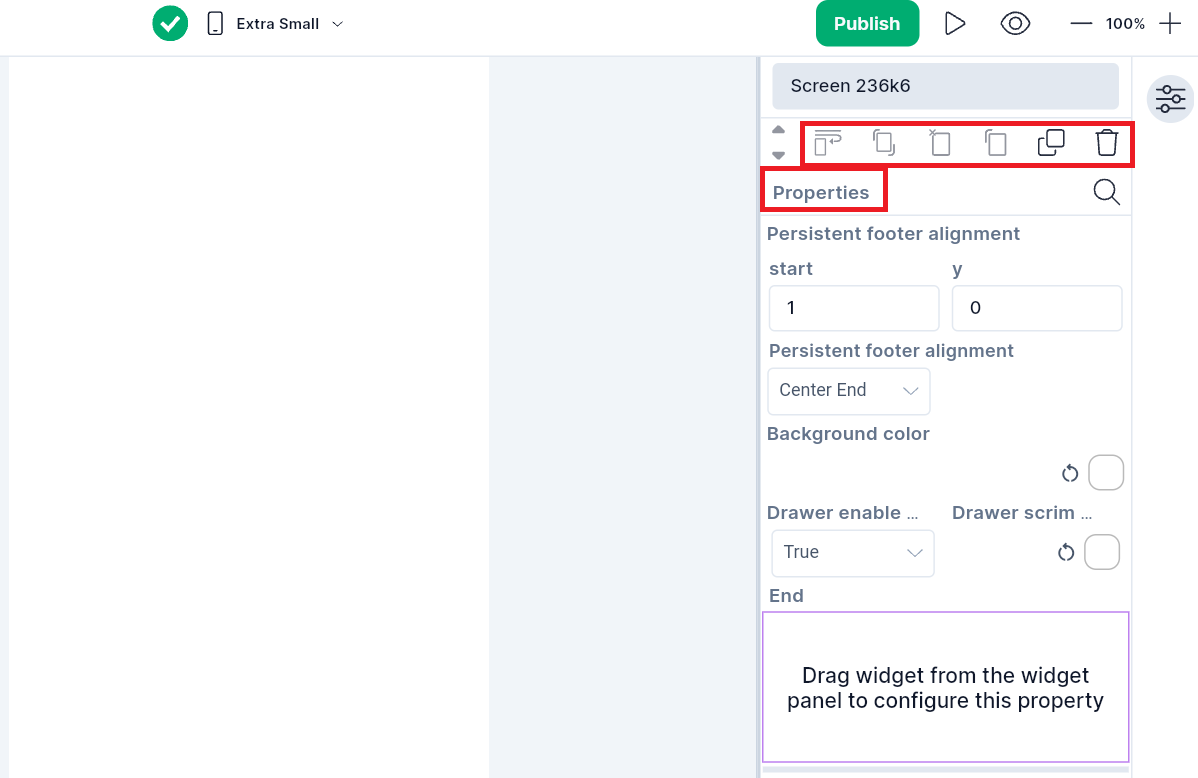 Extra Small
Publish
100%
Screen 236k6
Properties
Persistent footer alignment
start y
1 0
Persistent footer alignment
Center End
Background color
Drawer enable ... Drawer scrim ...
True
End
Drag widget from the widget
panel to configure this property